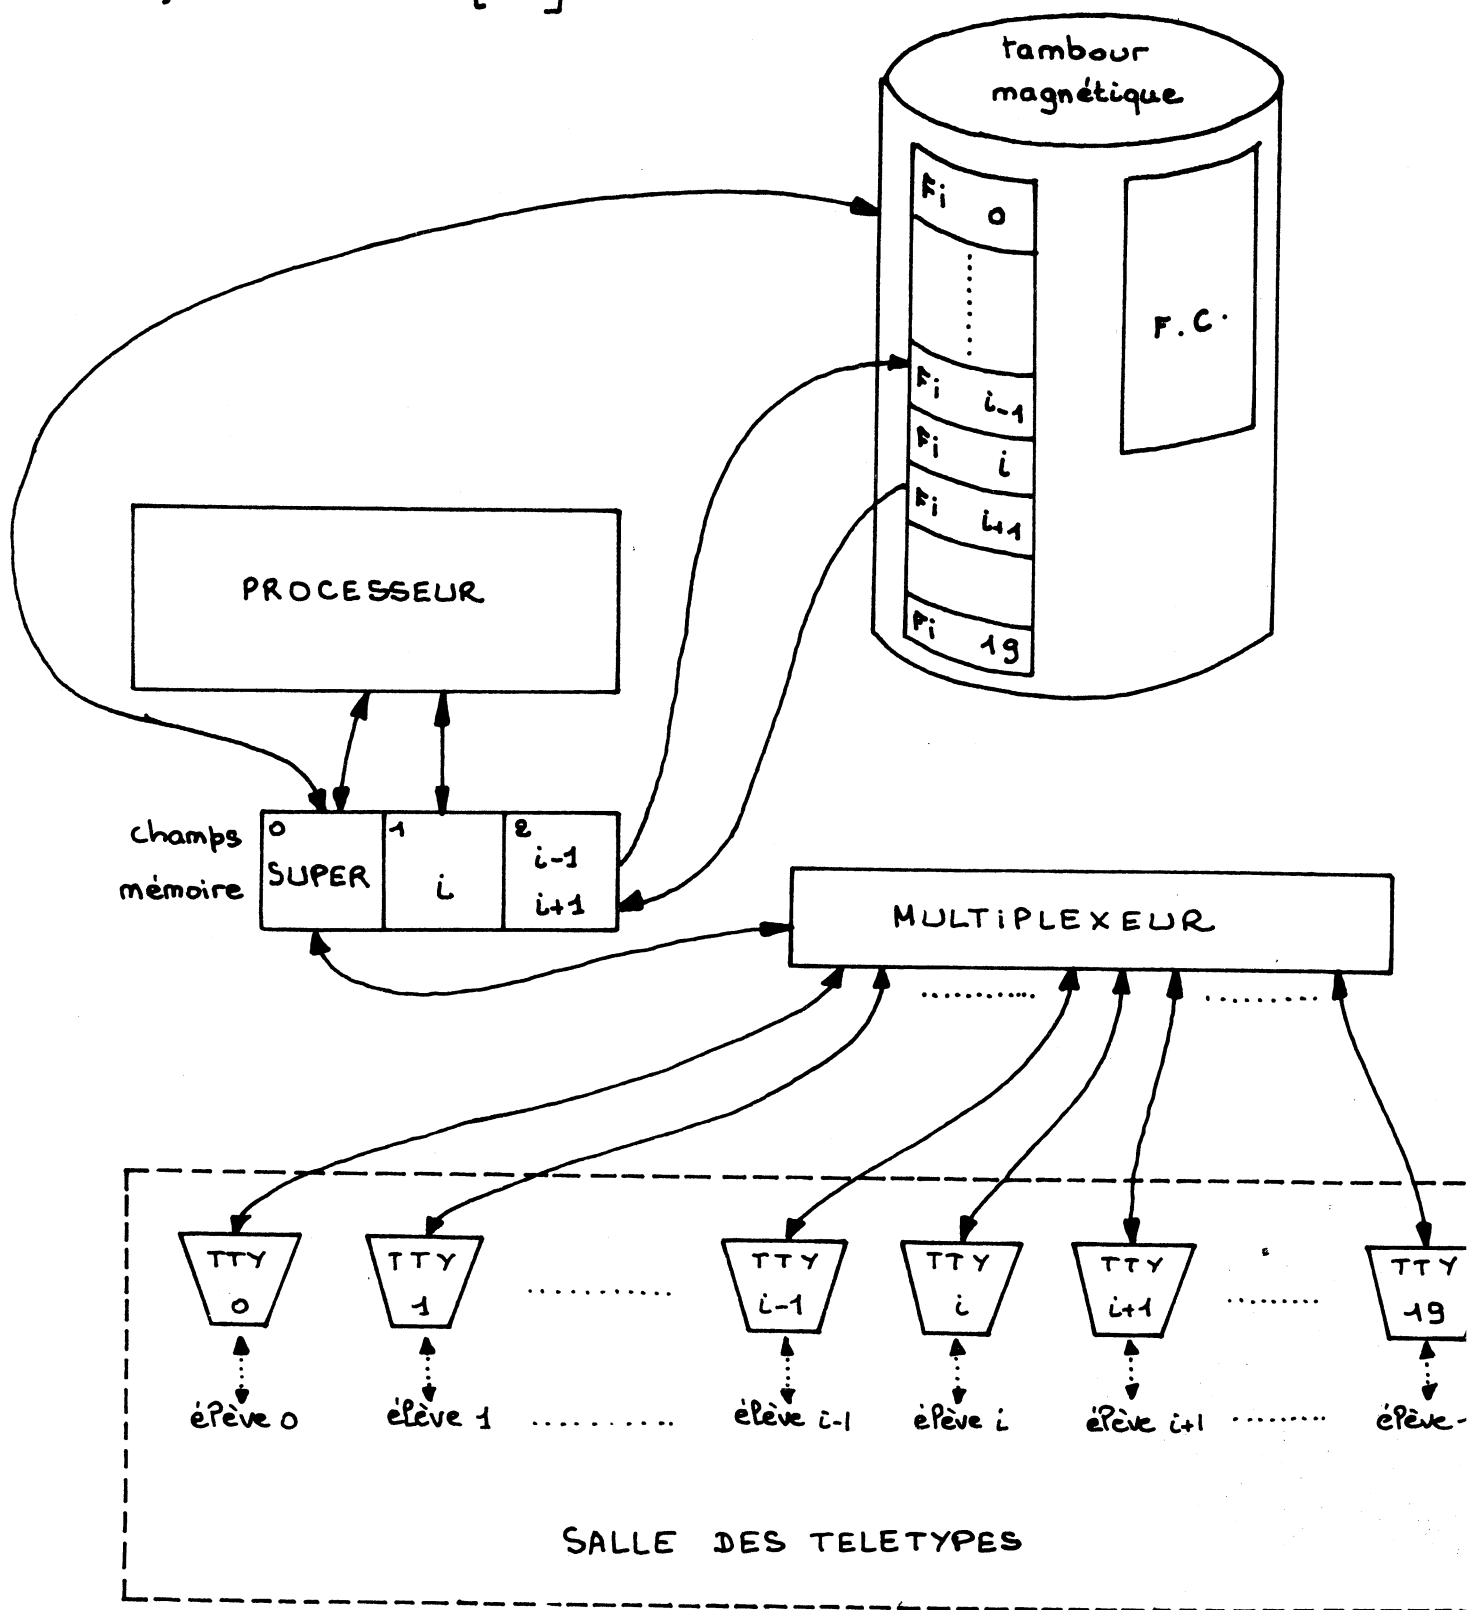 tambour
magnétique
Fi 0
Fi i-1
Fi i
Fi i+1
Fi 19
F.C.
PROCESSEUR
champs
mémoire
0
SUPER
1
i
2
i-1
i+1
MULTiPLEXEUR
TTY
0
TTY
1
TTY
i-1
TTY
i
TTY
i+1
TTY
19
élève 0
élève 1
élève i-1
élève i
élève i+1
élève
SALLE DES TELETYPES